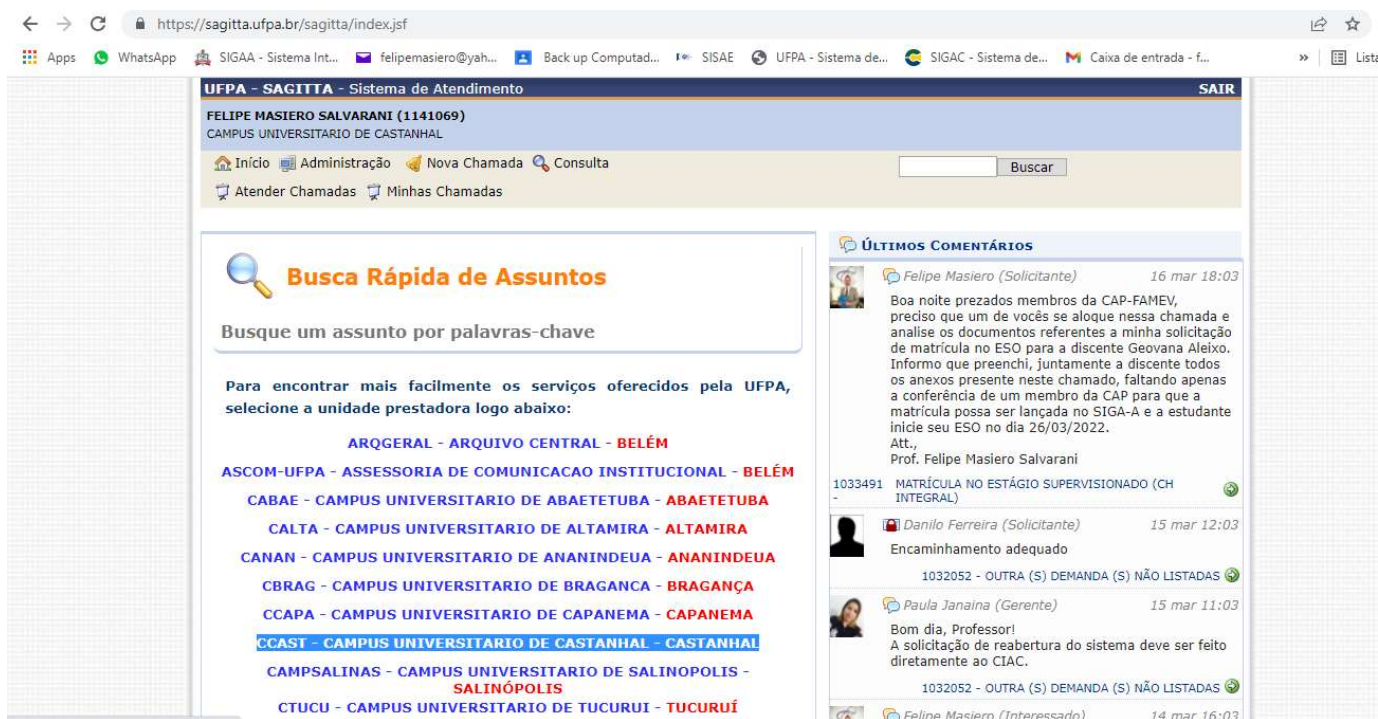 https://sagitta.ufpa.br/sagitta/index.jsf
Apps WhatsApp SIGAA - Sistema Int... felipemasiero@yah... Back up Computad... SISAE UFPA - Sistema de... SIGAC - Sistema de... Caixa de entrada - f... » Lista
UFPA - SAGITTA - Sistema de Atendimento SAIR
FELIPE MASIERO SALVARANI (1141069)
CAMPUS UNIVERSITARIO DE CASTANHAL
Início Administração Nova Chamada Consulta Buscar
Atender Chamadas Minhas Chamadas
Busca Rápida de Assuntos
Busque um assunto por palavras-chave
Para encontrar mais facilmente os serviços oferecidos pela UFPA,
selecione a unidade prestadora logo abaixo:
ARQGERAL - ARQUIVO CENTRAL - BELÉM
ASCOM-UFPA - ASSESSORIA DE COMUNICACAO INSTITUCIONAL - BELÉM
CABAE - CAMPUS UNIVERSITARIO DE ABAETETUBA - ABAETETUBA
CALTA - CAMPUS UNIVERSITARIO DE ALTAMIRA - ALTAMIRA
CANAN - CAMPUS UNIVERSITARIO DE ANANINDEUA - ANANINDEUA
CBRAG - CAMPUS UNIVERSITARIO DE BRAGANCA - BRAGANÇA
CCAPA - CAMPUS UNIVERSITARIO DE CAPANEMA - CAPANEMA
CCAST - CAMPUS UNIVERSITARIO DE CASTANHAL - CASTANHAL
CAMPSALINAS - CAMPUS UNIVERSITARIO DE SALINOPOLIS -
SALINÓPOLIS
CTUCU - CAMPUS UNIVERSITARIO DE TUCURUI - TUCURUÍ
ÚLTIMOS COMENTÁRIOS
Felipe Masiero (Solicitante) 16 mar 18:03
Boa noite prezados membros da CAP-FAMEV,
preciso que um de vocês se aloque nessa chamada e
analise os documentos referentes a minha solicitação
de matrícula no ESO para a discente Geovana Aleixo.
Informo que preenchi, juntamente a discente todos
os anexos presente neste chamado, faltando apenas
a conferência de um membro da CAP para que a
matrícula possa ser lançada no SIGA-A e a estudante
inicie seu ESO no dia 26/03/2022.
Att.,
Prof. Felipe Masiero Salvarani
1033491 MATRÍCULA NO ESTÁGIO SUPERVISIONADO (CH
- INTEGRAL)
Danilo Ferreira (Solicitante) 15 mar 12:03
Encaminhamento adequado
1032052 - OUTRA (S) DEMANDA (S) NÃO LISTADAS
Paula Janaina (Gerente) 15 mar 11:03
Bom dia, Professor!
A solicitação de reabertura do sistema deve ser feito
diretamente ao CIAC.
1032052 - OUTRA (S) DEMANDA (S) NÃO LISTADAS
Felipe Masiero (Interessado) 14 mar 16:03